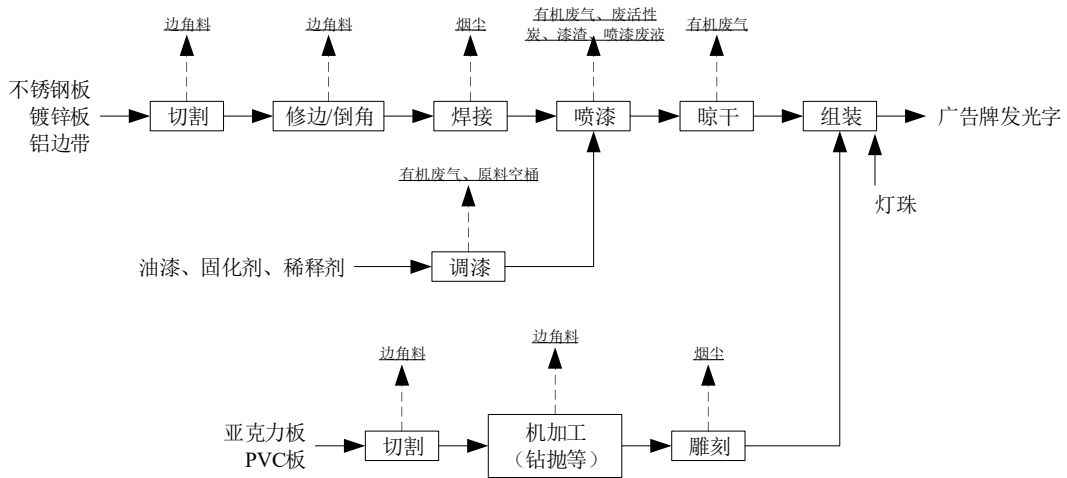 边角料
边角料
烟尘
有机废气、废活性
炭、漆渣、喷漆废液
有机废气
不锈钢板
镀锌板
铝边带
切割
修边/倒角
焊接
喷漆
晾干
组装
广告牌发光字
有机废气、原料空桶
灯珠
油漆、固化剂、稀释剂
调漆
边角料
边角料
烟尘
亚克力板
PVC板
切割
机加工
（钻抛等）
雕刻